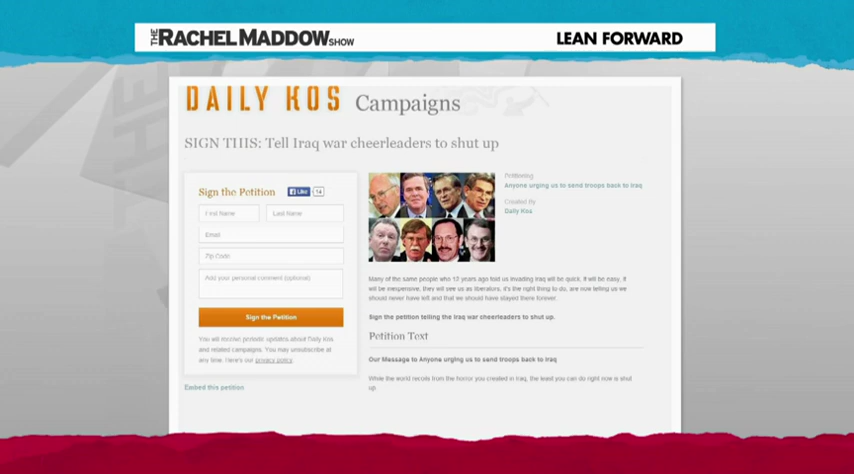 THE RACHEL MADDOW SHOW
LEAN FORWARD
DAILY KOS Campaigns
SIGN THIS: Tell Iraq war cheerleaders to shut up
Sign the Petition
Like 14
First Name
Last Name
Email
Zip Code
Add your personal comment (optional)
Sign the Petition
You will receive periodic updates about Daily Kos
and related campaigns. You may unsubscribe at
any time. Here's our privacy policy.
Embed this petition
Petitioning
Anyone urging us to send troops back to Iraq
Created By
Daily Kos
Many of the same people who 12 years ago told us invading Iraq will be quick, it will be easy, it
will be inexpensive, they will see us as liberators, it's the right thing to do, are now telling us we
should never have left and that we should have stayed there forever.
Sign the petition telling the Iraq war cheerleaders to shut up.
Petition Text
Our Message to Anyone urging us to send troops back to Iraq
While the world recoils from the horror you created in Iraq, the least you can do right now is shut
up.